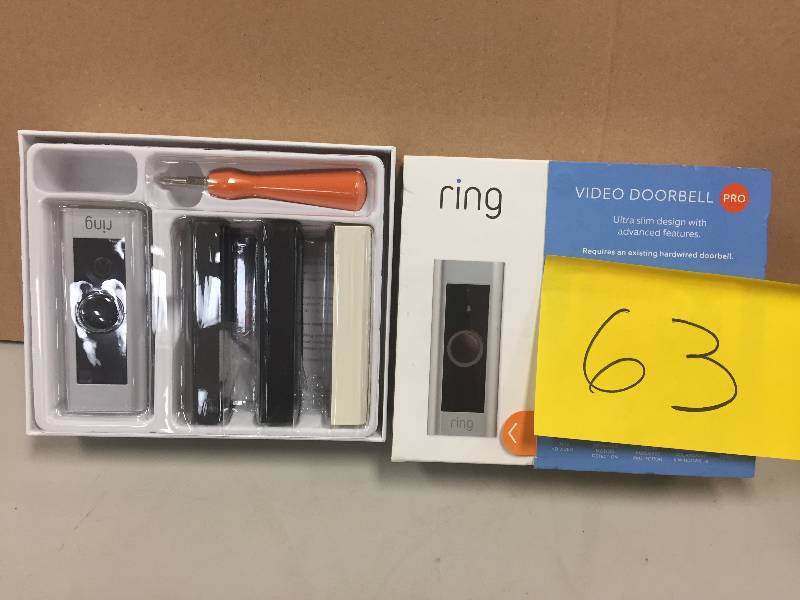 ring
ring
VIDEO DOORBELL PRO
Ultra slim design with
advanced features.
Requires an existing hardwired doorbell.
63
ring